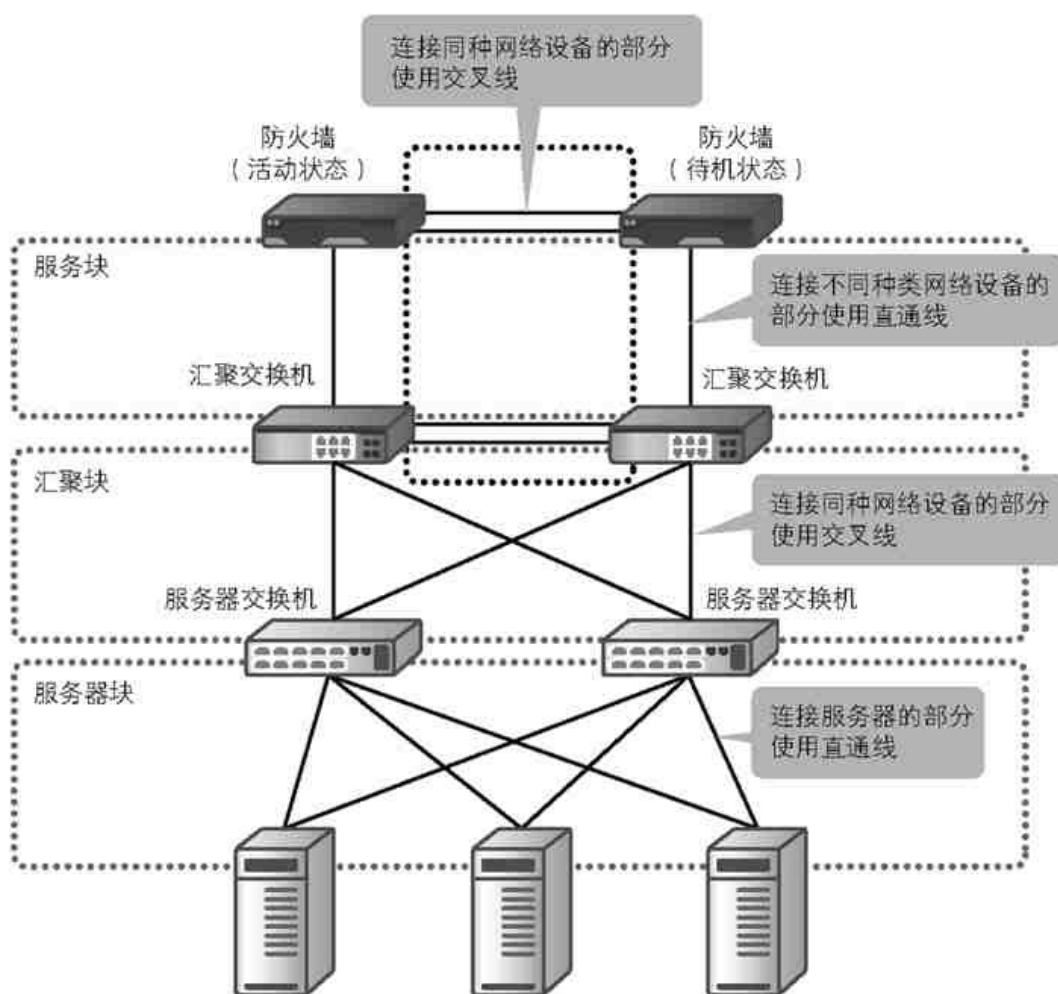 连接同种网络设备的部分
使用交叉线
防火墙
（活动状态）
防火墙
（待机状态）
服务块
连接不同种类网络设备的
部分使用直通线
汇聚交换机
汇聚交换机
汇聚块
连接同种网络设备的部分
使用交叉线
服务器交换机
服务器交换机
服务器块
连接服务器的部分
使用直通线